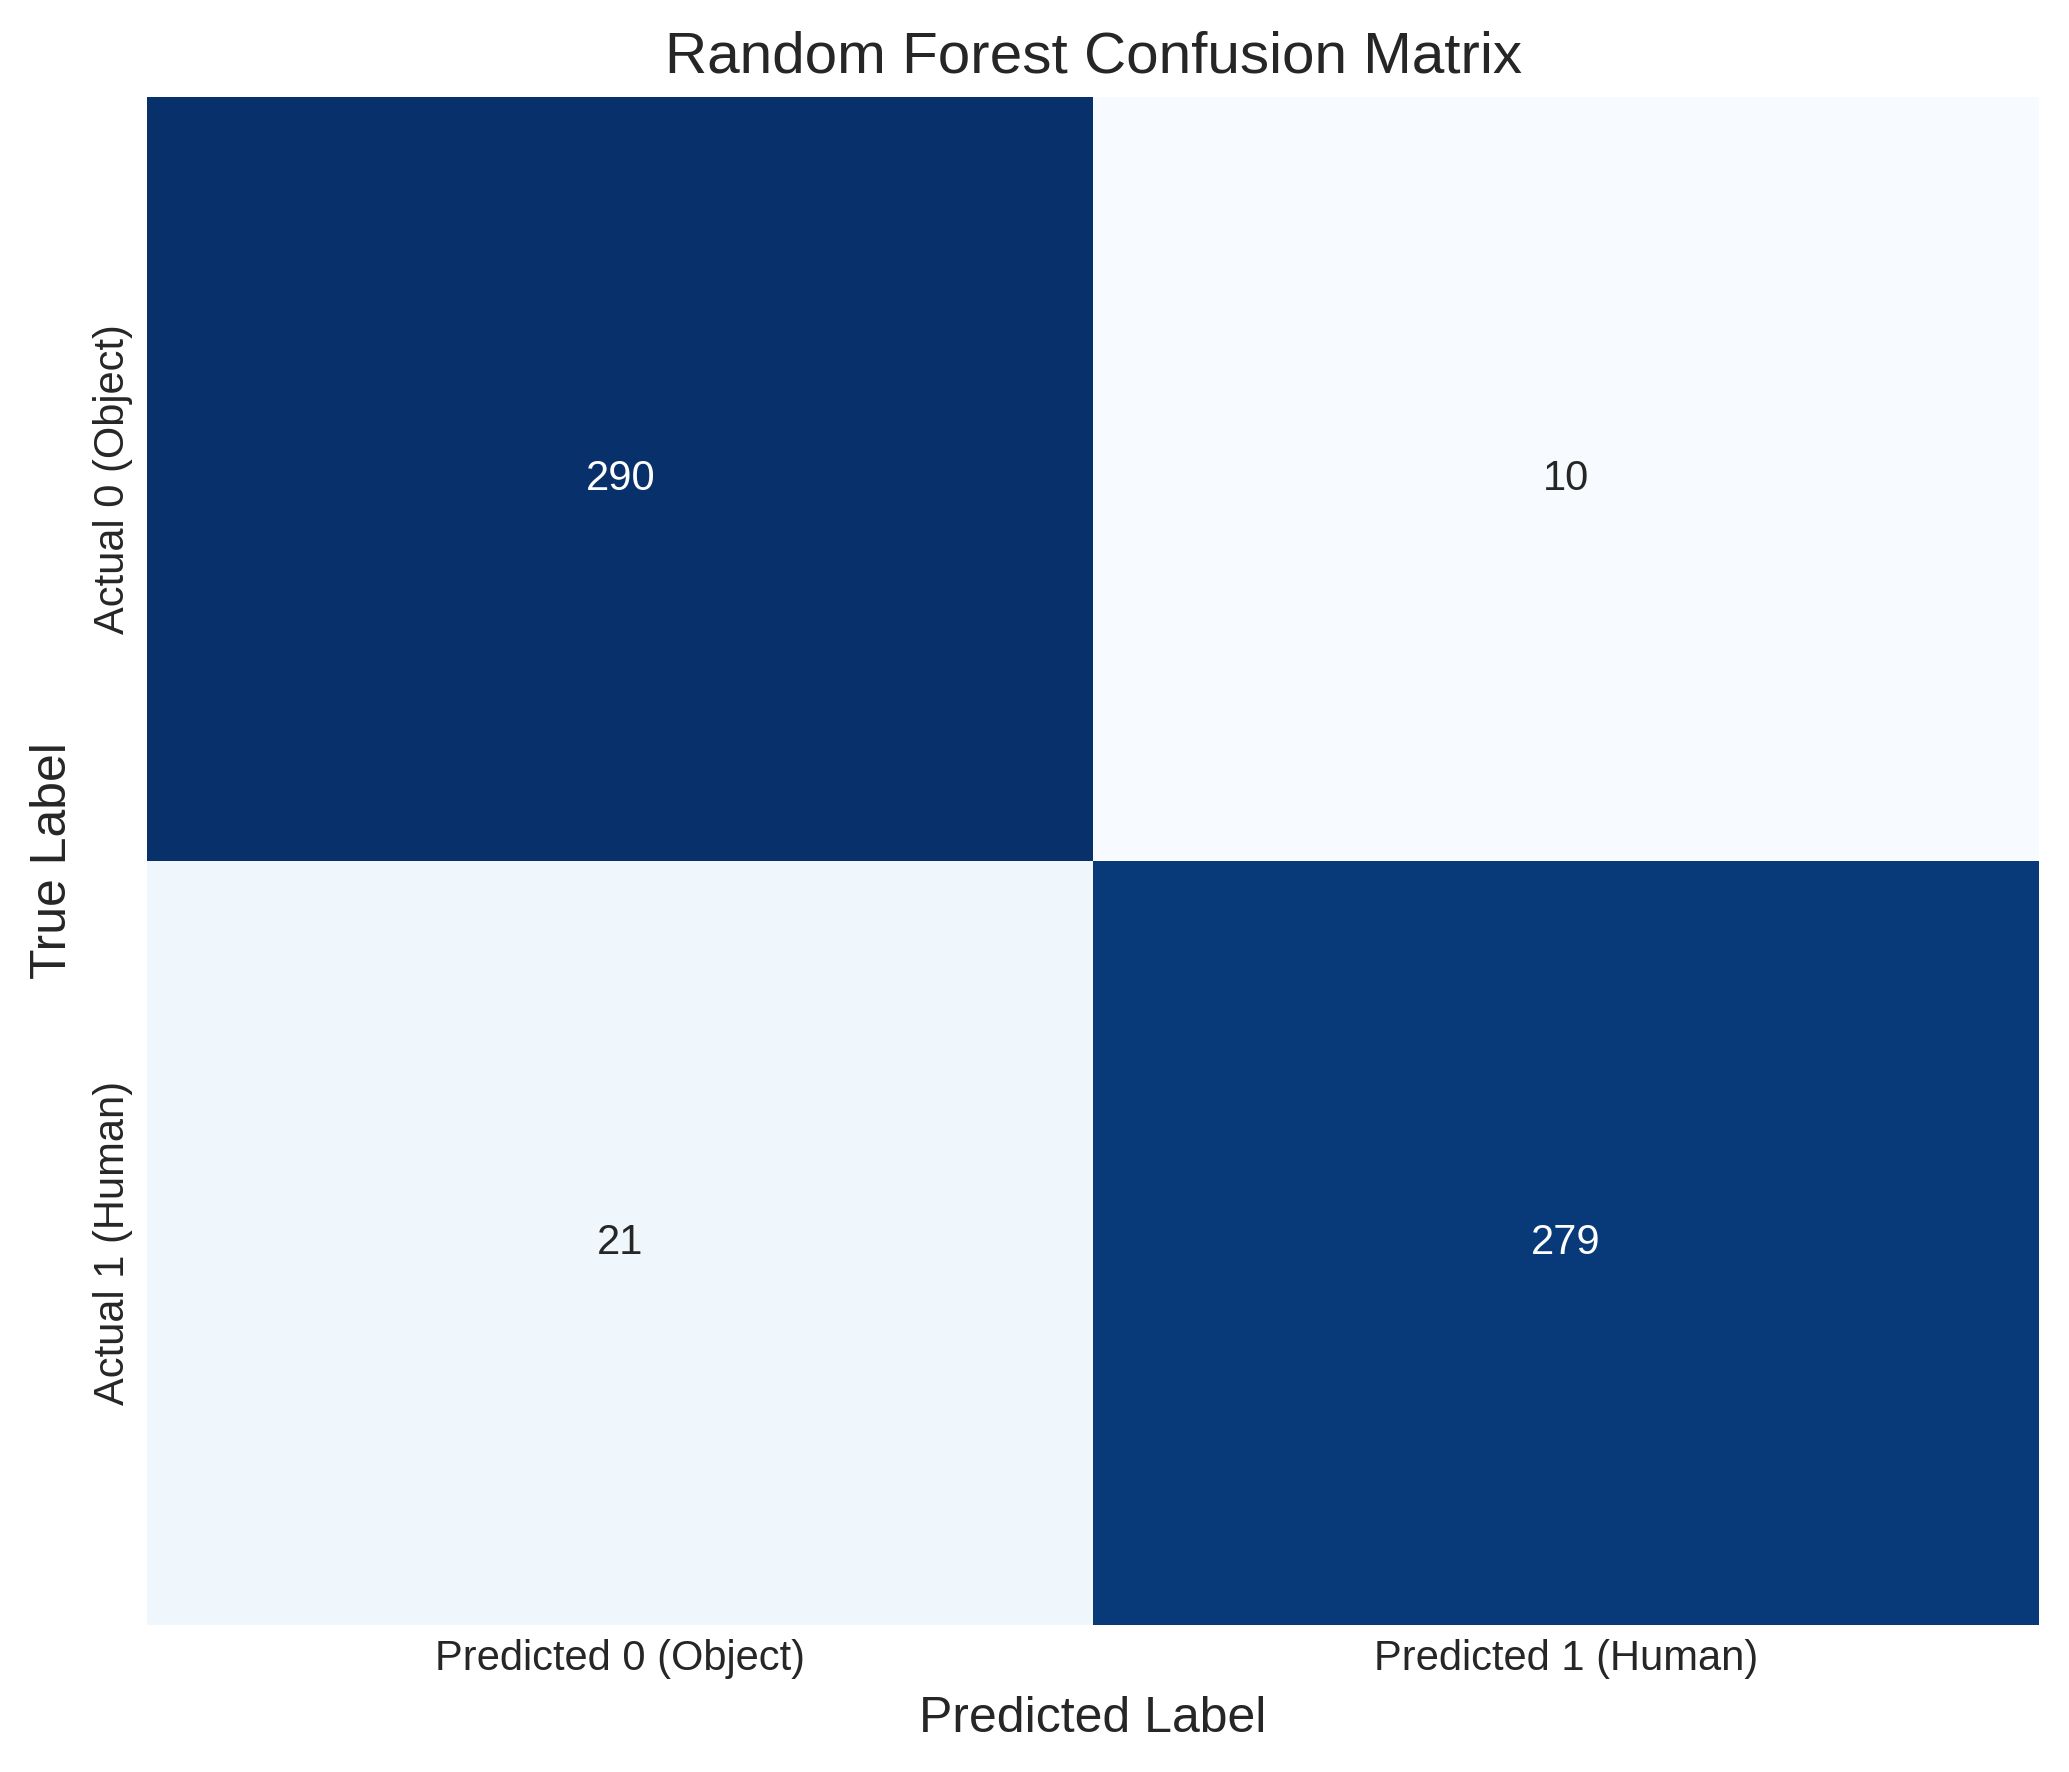 Random Forest Confusion Matrix
True Label
Actual 0 (Object)
290
10
Actual 1 (Human)
21
279
Predicted 0 (Object)
Predicted 1 (Human)
Predicted Label